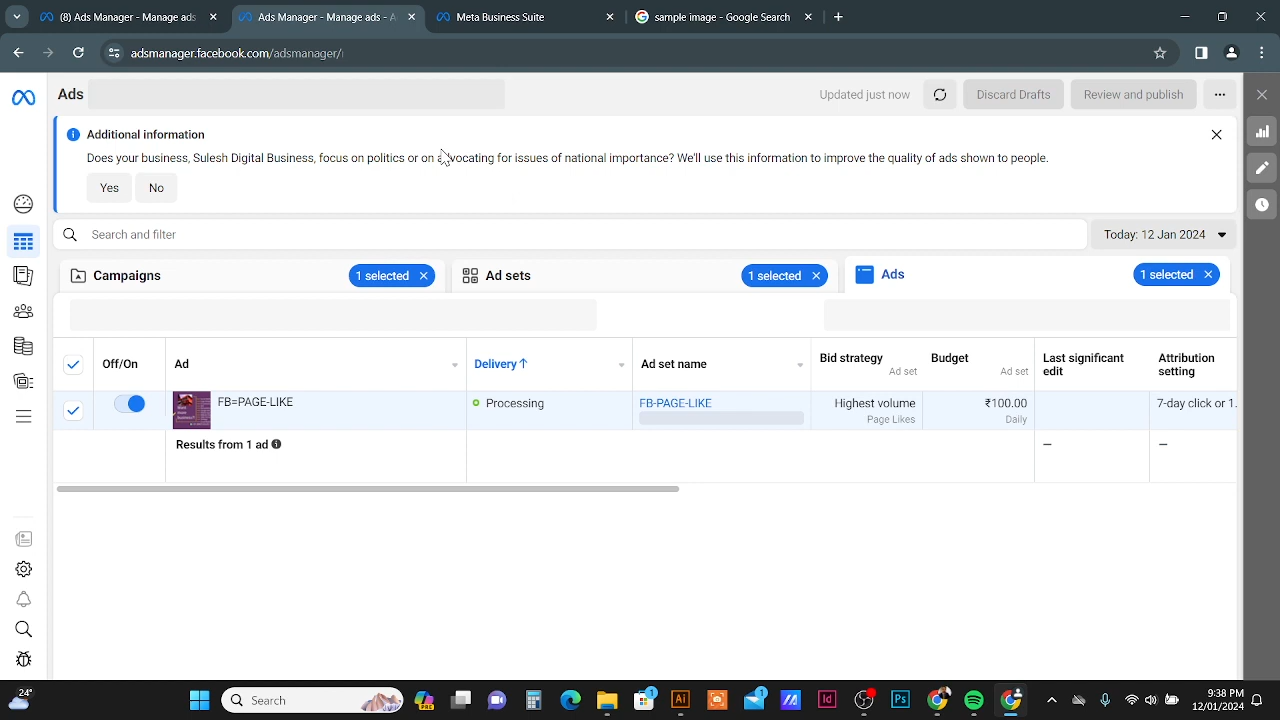 (8) Ads Manager - Manage ads
Ads Manager - Manage ads - A
Meta Business Suite
sample image - Google Search
adsmanager.facebook.com/adsmanager/
Ads
Updated just now
Discard Drafts
Review and publish
Additional information
Does your business, Sulesh Digital Business, focus on politics or on advocating for issues of national importance? We'll use this information to improve the quality of ads shown to people.
Yes
No
Search and filter
Today: 12 Jan 2024
Campaigns
1 selected
Ad sets
1 selected
Ads
1 selected
Off/On
Ad
Delivery ↑
Ad set name
Bid strategy
Ad set
Budget
Ad set
Last significant
edit
Attribution
setting
FB=PAGE-LIKE
Processing
FB-PAGE-LIKE
Highest volume
Page Likes
₹100.00
Daily
7-day click or 1.
Results from 1 ad
—
—
24°
Search
PRE
1
Ai
1
Id
Ps
9:38 PM
12/01/2024